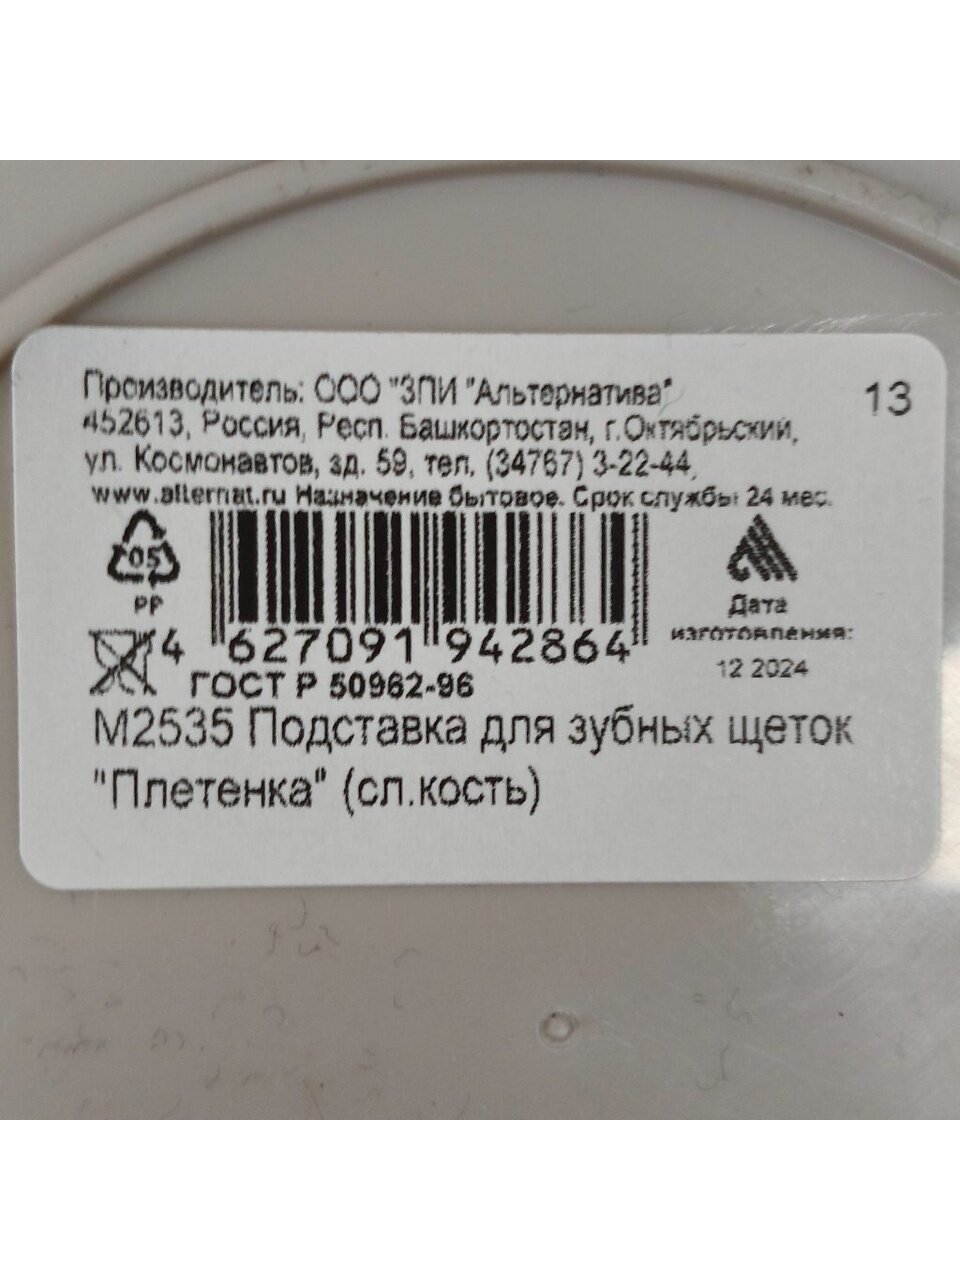 Производитель: ООО "ЗПИ "Альтернатива"
13
452613, Россия, Респ. Башкортостан, г.Октябрьский,
ул. Космонавтов, зд. 59, тел. (34767) 3-22-44,
www.alternat.ru Назначение бытовое. Срок службы 24 мес.
05
PP
4 627091 942864
Дата
изготовления:
12 2024
ГОСТ Р 50962-96
М2535 Подставка для зубных щеток
"Плетенка" (сл.кость)